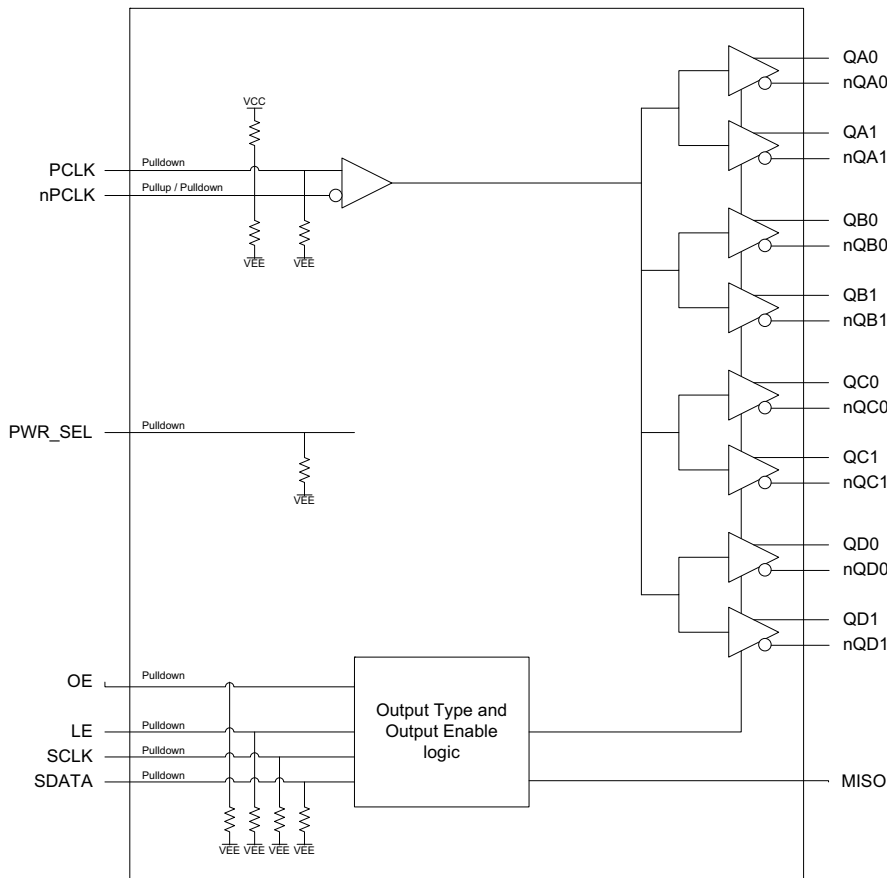 QA0
nQA0
VCC
QA1
nQA1
PCLK
Pulldown
nPCLK
Pullup / Pulldown
QB0
nQB0
VEE
VEE
QB1
nQB1
QC0
nQC0
PWR_SEL
Pulldown
QC1
nQC1
VEE
QD0
nQD0
QD1
nQD1
OE
Pulldown
Output Type and
Output Enable
logic
LE
Pulldown
SCLK
Pulldown
SDATA
Pulldown
MISO
VEE
VEE
VEE
VEE